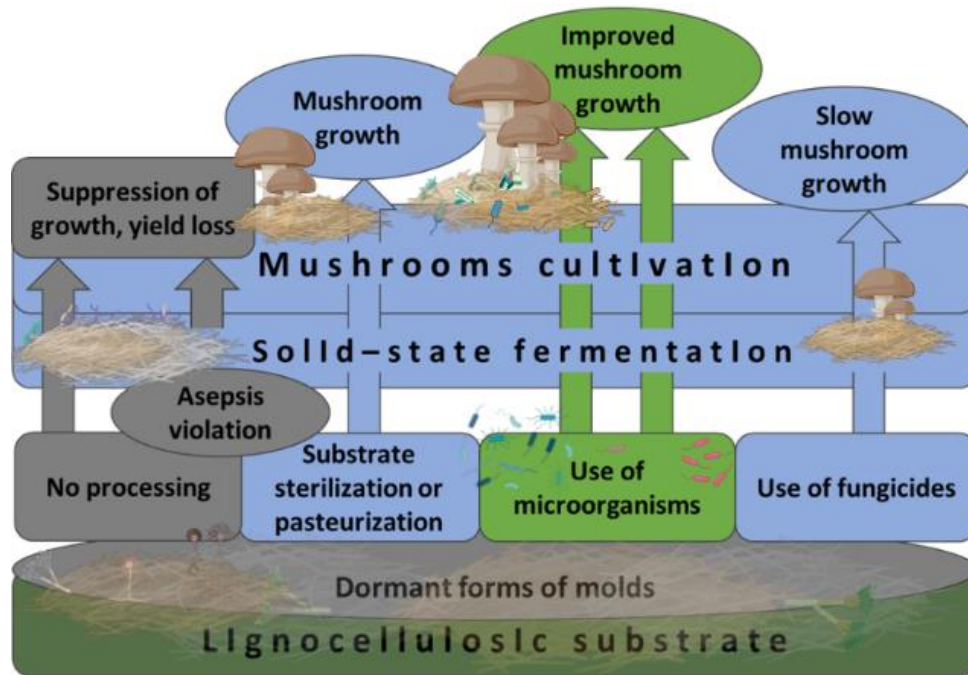 Improved
mushroom
growth
Mushroom
growth
Slow
mushroom
growth
Suppression of
growth, yield loss
Mushrooms cultivation
Solid–state fermentation
Asepsis
violation
No processing
Substrate
sterilization or
pasteurization
Use of
microorganisms
Use of fungicides
Dormant forms of molds
Lignocellulosic substrate